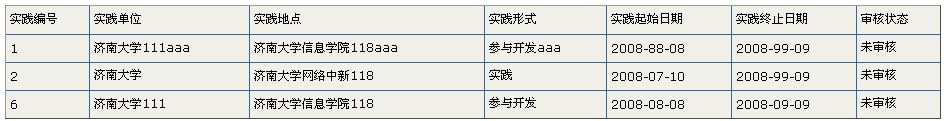 实践编号 实践单位 实践地点 实践形式 实践起始日期 实践终止日期 审核状态
1 济南大学111aaa 济南大学信息学院118aaa 参与开发aaa 2008-88-08 2008-99-09 未审核
2 济南大学 济南大学网络中新118 实践 2008-07-10 2008-99-09 未审核
6 济南大学111 济南大学信息学院118 参与开发 2008-08-08 2008-09-09 未审核